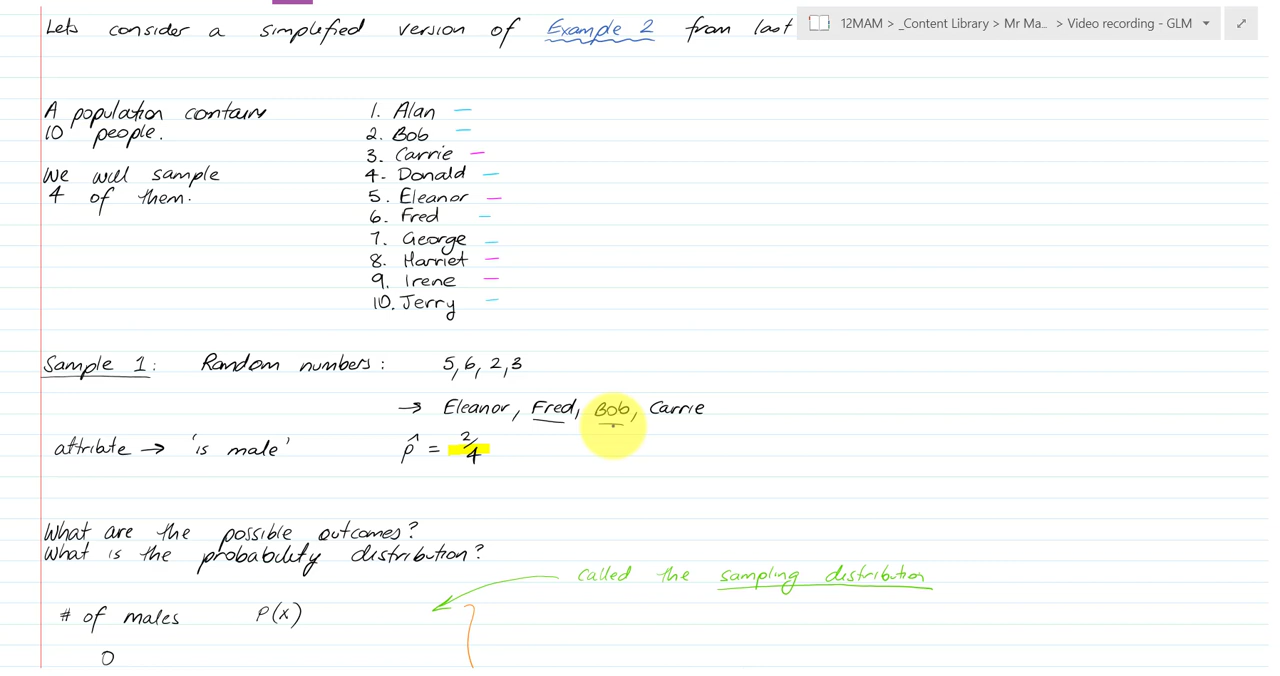 Lets consider a simplified version of Example 2 from last
12MAM > _Content Library > Mr Ma... > Video recording - GLM
A population contains
10 people.
We will sample
4 of them.
1. Alan
2. Bob
3. Carrie
4. Donald
5. Eleanor
6. Fred
7. George
8. Harriet
9. Irene
10. Jerry
Sample 1: Random numbers: 5, 6, 2, 3
→ Eleanor, Fred, Bob, Carrie
attribute → 'is male' p̂ = 2/4
What are the possible outcomes?
What is the probability distribution?
called the sampling distribution
# of males P(X)
0